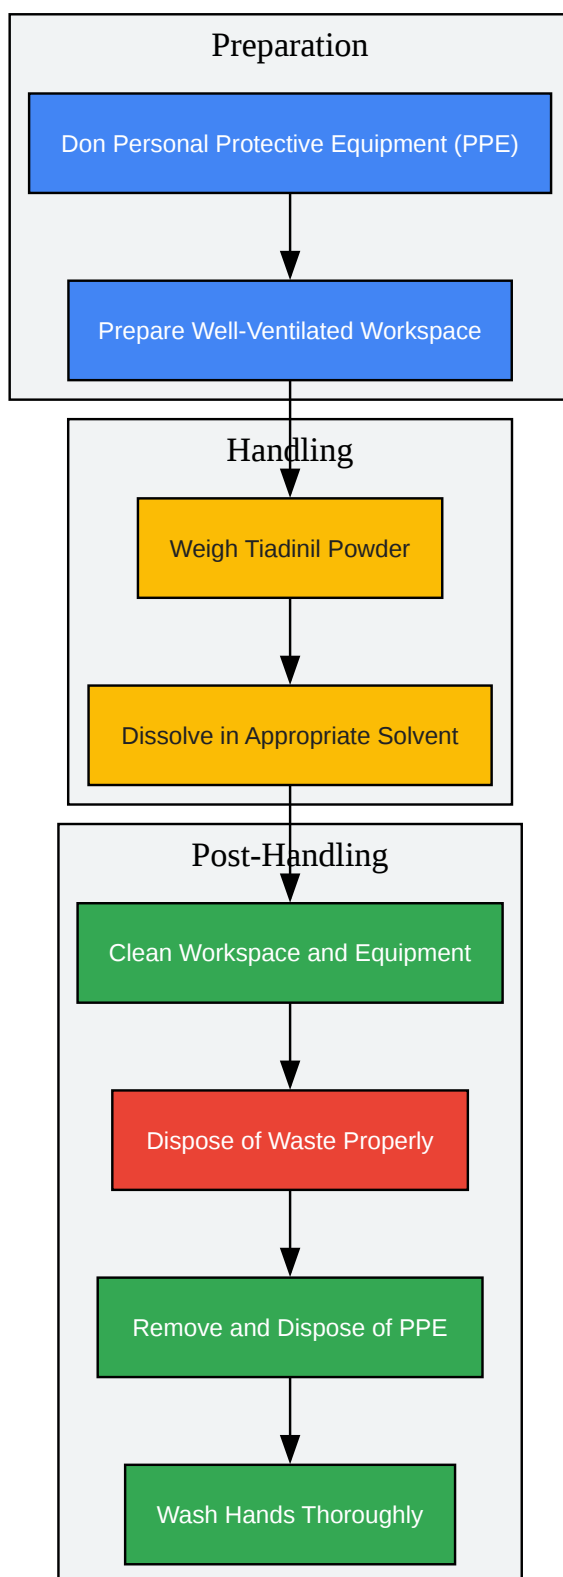 Preparation
Don Personal Protective Equipment (PPE)
Prepare Well-Ventilated Workspace
Handling
Weigh Tiadinil Powder
Dissolve in Appropriate Solvent
Post-Handling
Clean Workspace and Equipment
Dispose of Waste Properly
Remove and Dispose of PPE
Wash Hands Thoroughly